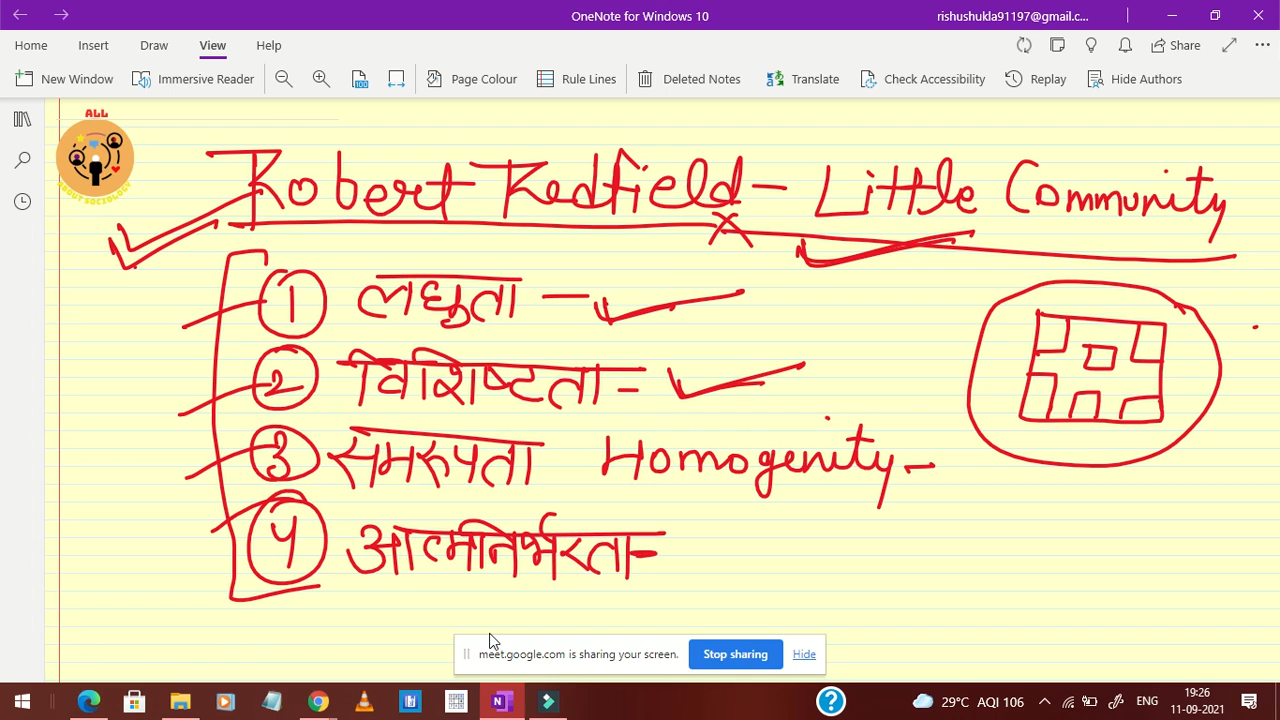 OneNote for Windows 10
rishushukla91197@gmail.c...
Home Insert Draw View Help
Share
New Window Immersive Reader Page Colour Rule Lines Deleted Notes Translate Check Accessibility Replay Hide Authors
ALL
ABOUT SOCIOLOGY
Robert Redfield - Little Community
1 लघुता -
2 विशिष्टता =
3 समरूपता Homogenity -
4 आत्मनिर्भरता -
meet.google.com is sharing your screen. Stop sharing Hide
29°C AQI 106 ENG 19:26
11-09-2021